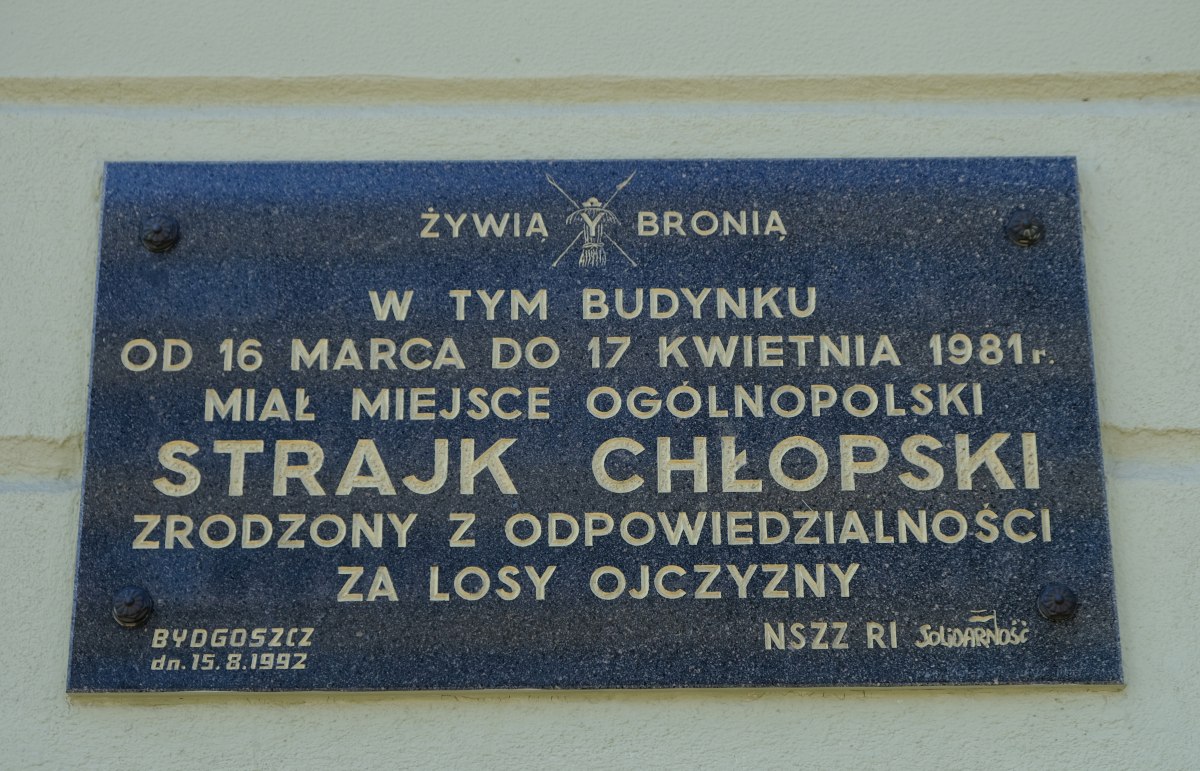 ŻYWIĄ BRONIĄ
W TYM BUDYNKU
OD 16 MARCA DO 17 KWIETNIA 1981r.
MIAŁ MIEJSCE OGÓLNOPOLSKI
STRAJK CHŁOPSKI
ZRODZONY Z ODPOWIEDZIALNOŚCI
ZA LOSY OJCZYZNY
BYDGOSZCZ
dn. 15.8.1992
NSZZ RI SOLiDARNOŚĆ